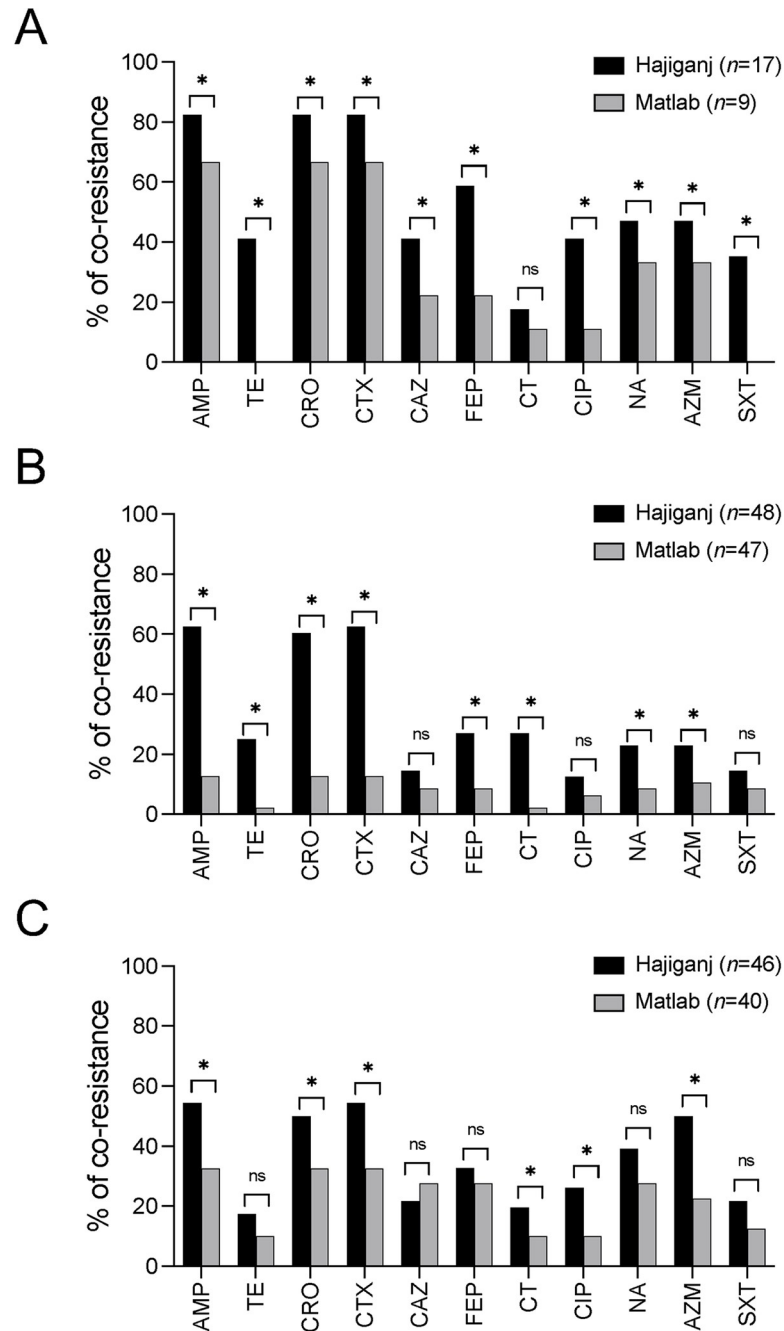 A
% of co-resistance
100
80
60
40
20
0
Hajiganj (n=17)
Matlab (n=9)
* * * * * * ns * * * *
AMP TE CRO CTX CAZ FEP CT CIP NA AZM SXT
B
% of co-resistance
100
80
60
40
20
0
Hajiganj (n=48)
Matlab (n=47)
* * * * ns * * ns * * ns
AMP TE CRO CTX CAZ FEP CT CIP NA AZM SXT
C
% of co-resistance
100
80
60
40
20
0
Hajiganj (n=46)
Matlab (n=40)
* ns * * ns ns * * ns * ns
AMP TE CRO CTX CAZ FEP CT CIP NA AZM SXT